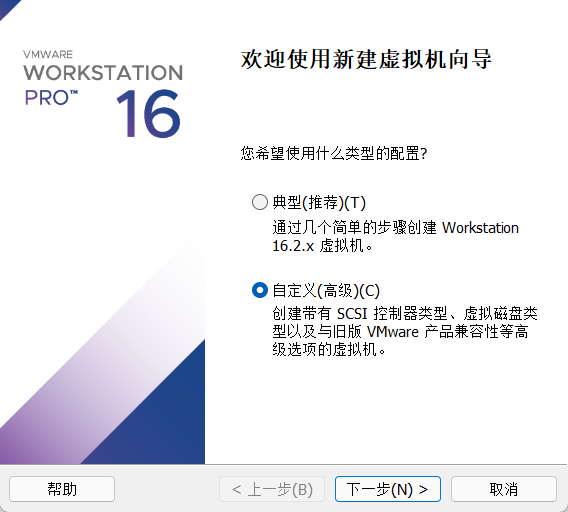 VMWARE
WORKSTATION
PRO™
16
欢迎使用新建虚拟机向导
您希望使用什么类型的配置?
典型(推荐)(T)
通过几个简单的步骤创建 Workstation
16.2.x 虚拟机。
自定义(高级)(C)
创建带有 SCSI 控制器类型、虚拟磁盘类
型以及与旧版 VMware 产品兼容性等高
级选项的虚拟机。
帮助
< 上一步(B)
下一步(N) >
取消